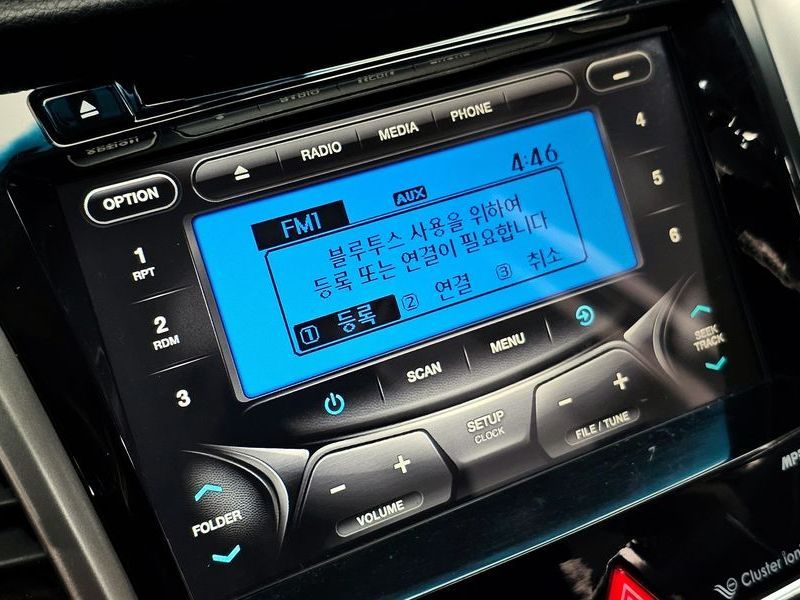 RADIO MEDIA PHONE
OPTION
1
RPT
2
RDM
3
4
5
6
4:46
AUX
FM1
블루투스 사용을 위하여
등록 또는 연결이 필요합니다
① 등록 ② 연결 ③ 취소
SCAN MENU
SEEK
TRACK
SETUP
CLOCK
- +
FILE / TUNE
- +
VOLUME
FOLDER
Cluster ion